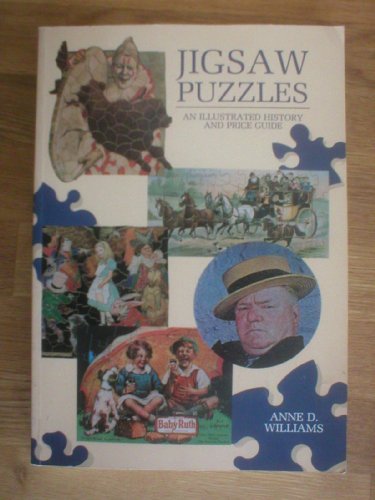 JIGSAW
PUZZLES
AN ILLUSTRATED HISTORY
AND PRICE GUIDE
Baby Ruth
ANNE D.
WILLIAMS